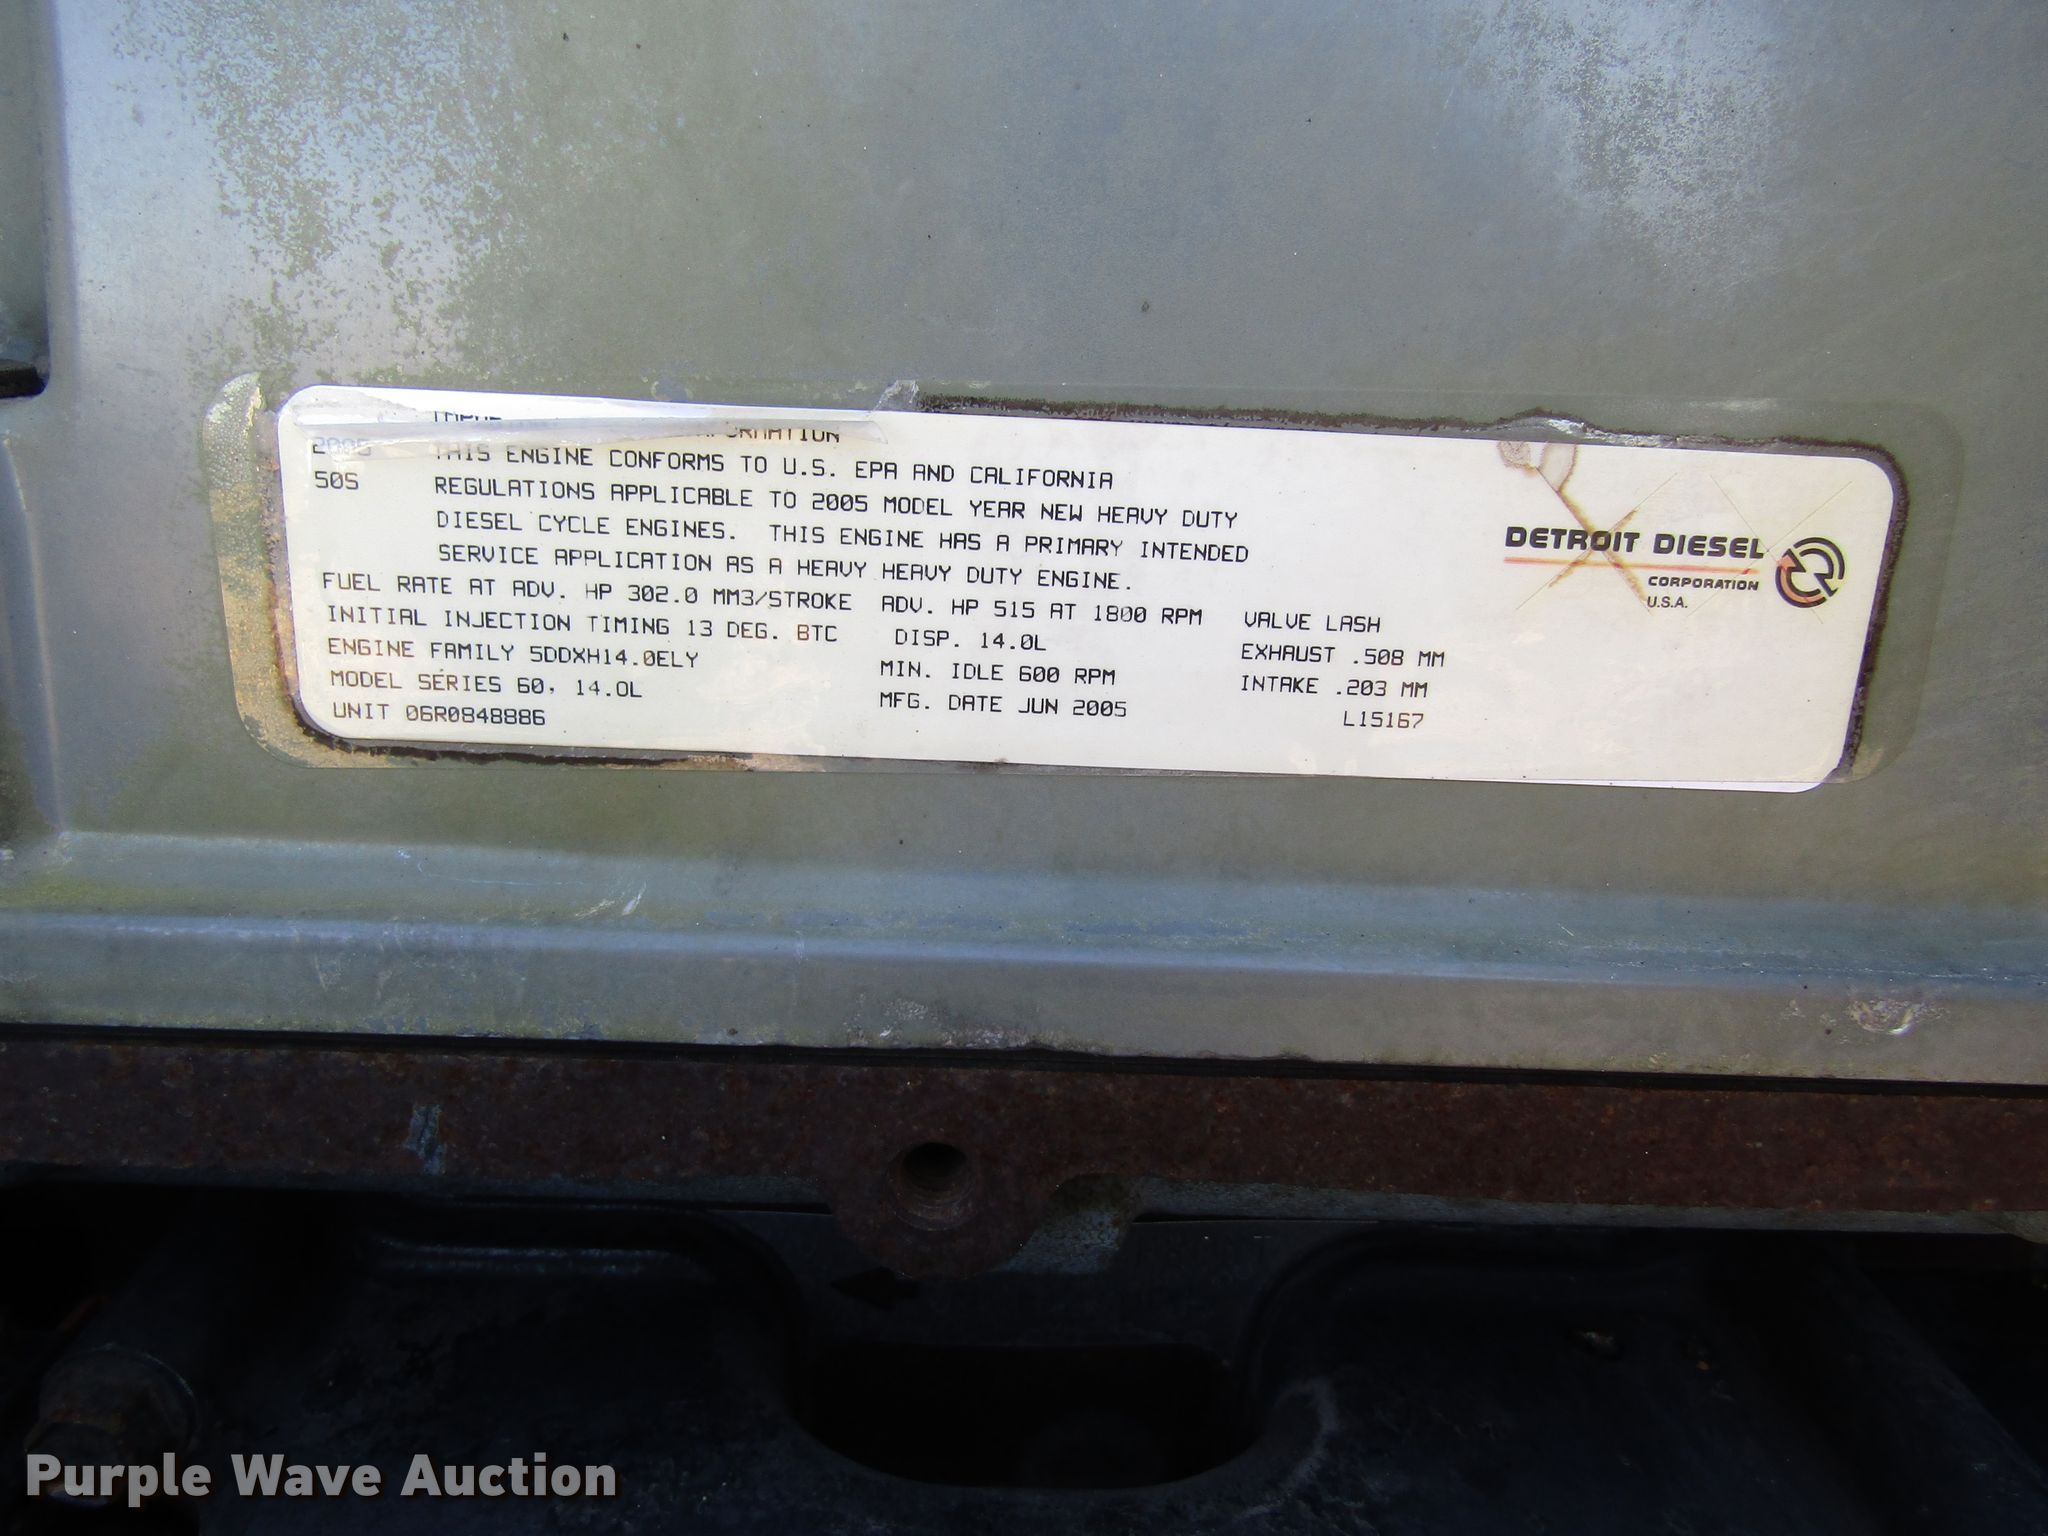 2005 THIS ENGINE CONFORMS TO U.S. EPA AND CALIFORNIA
50S REGULATIONS APPLICABLE TO 2005 MODEL YEAR NEW HEAVY DUTY
DIESEL CYCLE ENGINES. THIS ENGINE HAS A PRIMARY INTENDED
SERVICE APPLICATION AS A HEAVY HEAVY DUTY ENGINE.
FUEL RATE AT ADV. HP 302.0 MM3/STROKE ADV. HP 515 AT 1800 RPM VALVE LASH
INITIAL INJECTION TIMING 13 DEG. BTC DISP. 14.0L EXHAUST .508 MM
ENGINE FAMILY 5DDXH14.0ELY MIN. IDLE 600 RPM INTAKE .203 MM
MODEL SERIES 60, 14.0L MFG. DATE JUN 2005 L15167
UNIT 06R0848886
DETROIT DIESEL
CORPORATION
U.S.A.
Purple Wave Auction